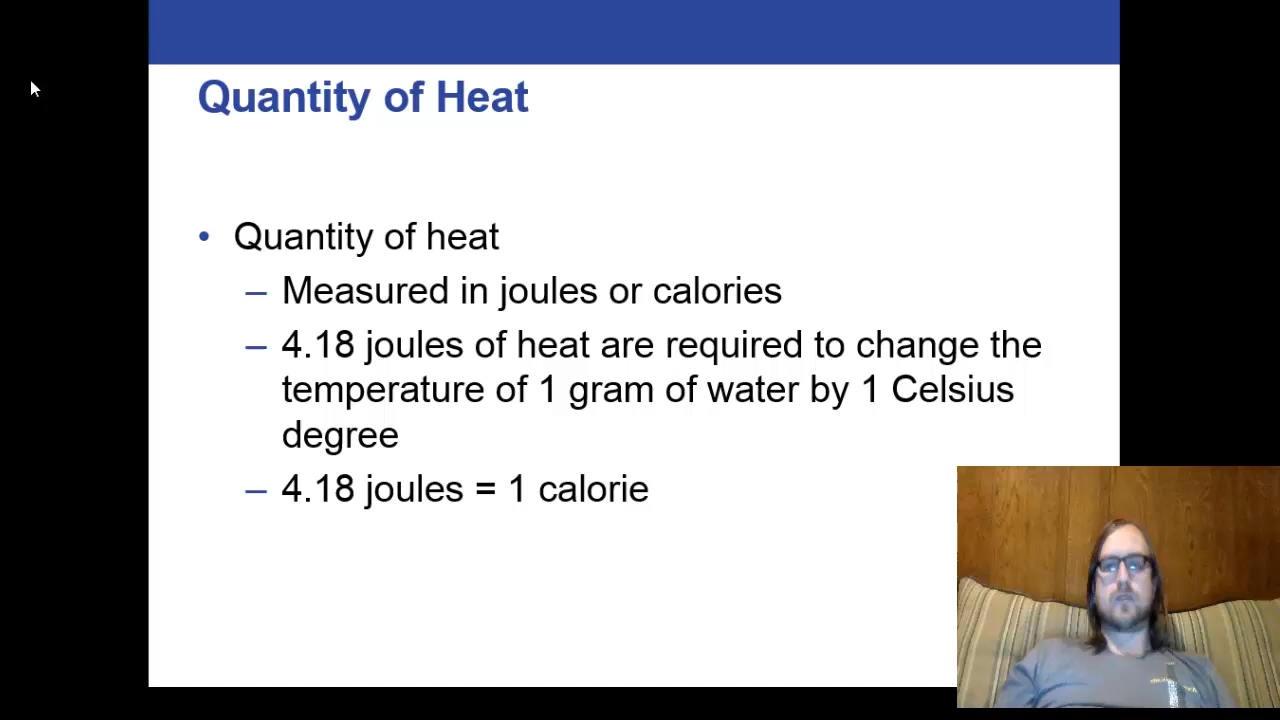 Quantity of Heat
• Quantity of heat
– Measured in joules or calories
– 4.18 joules of heat are required to change the
temperature of 1 gram of water by 1 Celsius
degree
– 4.18 joules = 1 calorie